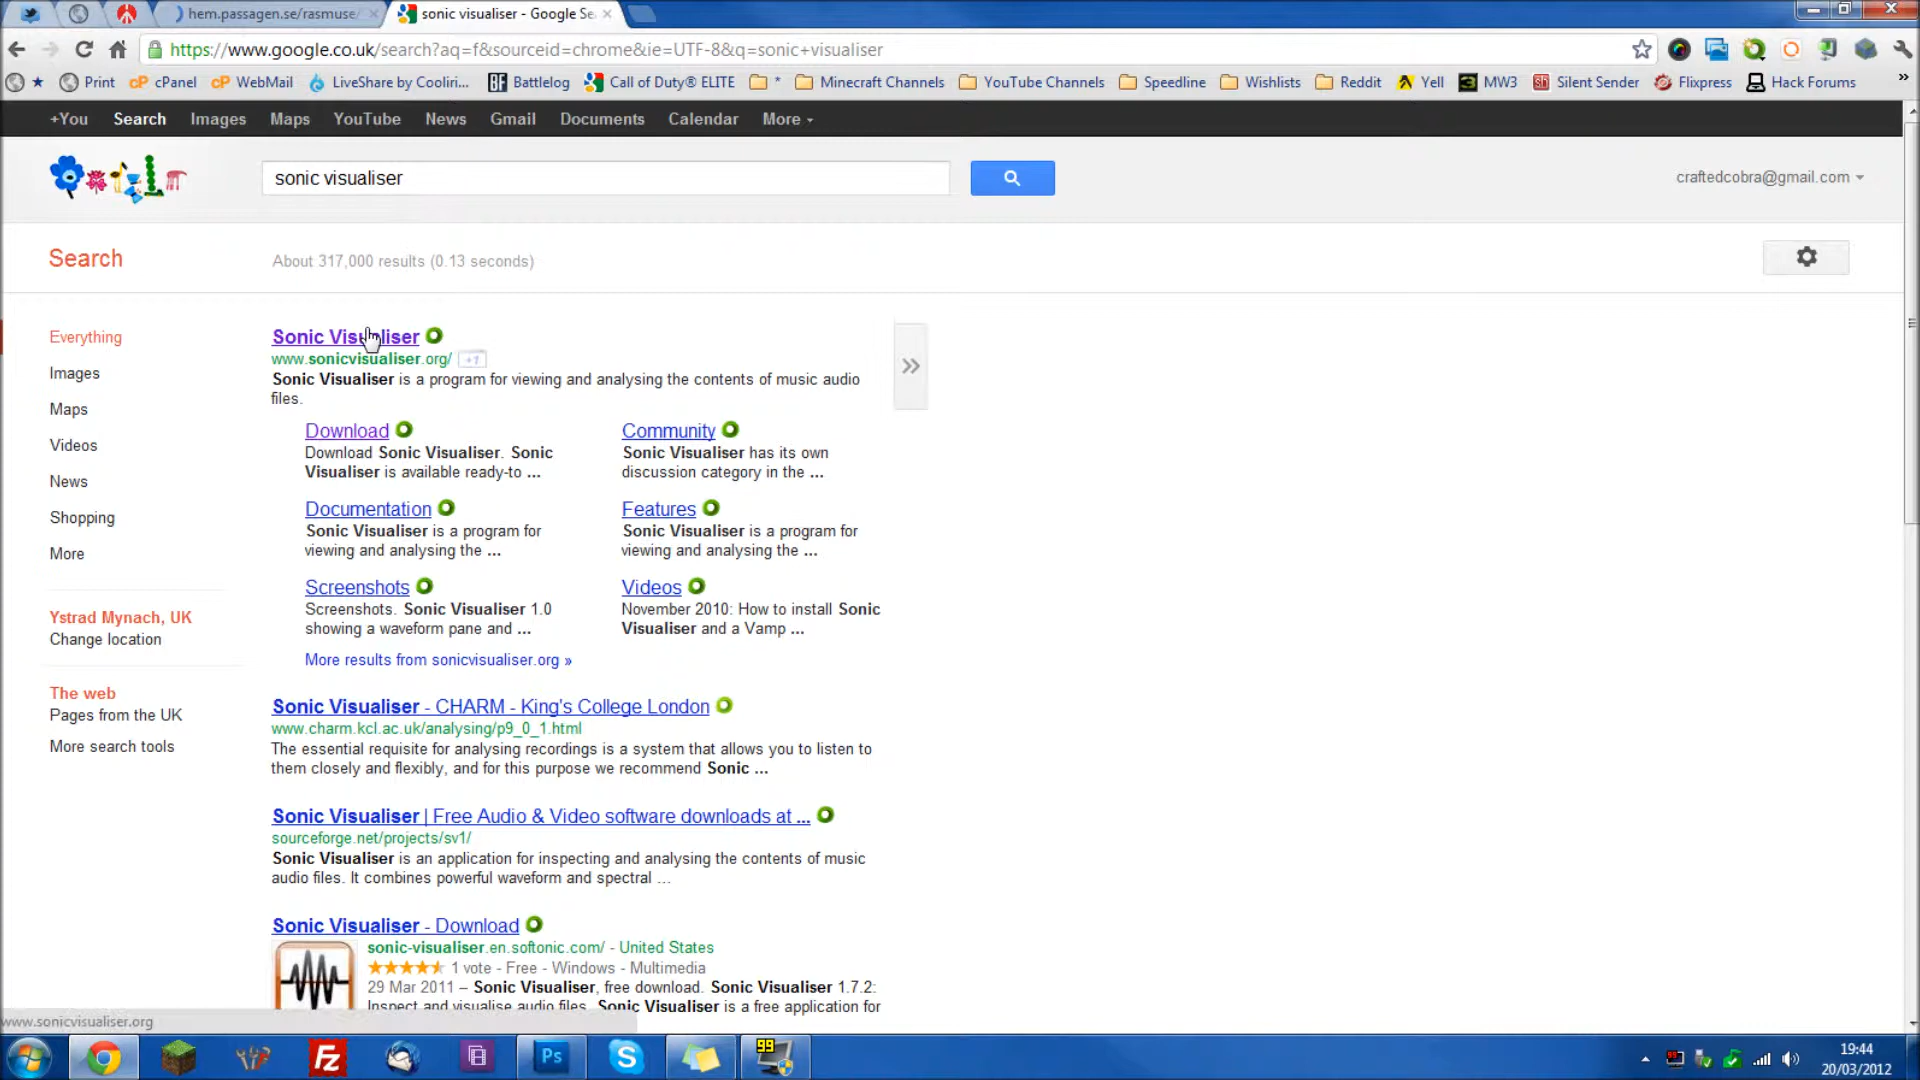 hem.passagen.se/rasmuse/
sonic visualiser - Google Se
https://www.google.co.uk/search?aq=f&sourceid=chrome&ie=UTF-8&q=sonic+visualiser
Print cPanel WebMail LiveShare by Cooliri... Battlelog Call of Duty® ELITE * Minecraft Channels YouTube Channels Speedline Wishlists Reddit Yell MW3 Silent Sender Flixpress Hack Forums »
+You Search Images Maps YouTube News Gmail Documents Calendar More
sonic visualiser
craftedcobra@gmail.com
Search
About 317,000 results (0.13 seconds)
Everything
Images
Maps
Videos
News
Shopping
More
Ystrad Mynach, UK
Change location
The web
Pages from the UK
More search tools
Sonic Visualiser
www.sonicvisualiser.org/ +1
Sonic Visualiser is a program for viewing and analysing the contents of music audio
files.
Download
Download Sonic Visualiser. Sonic
Visualiser is available ready-to ...
Community
Sonic Visualiser has its own
discussion category in the ...
Documentation
Sonic Visualiser is a program for
viewing and analysing the ...
Features
Sonic Visualiser is a program for
viewing and analysing the ...
Screenshots
Screenshots. Sonic Visualiser 1.0
showing a waveform pane and ...
Videos
November 2010: How to install Sonic
Visualiser and a Vamp ...
More results from sonicvisualiser.org »
Sonic Visualiser - CHARM - King's College London
www.charm.kcl.ac.uk/analysing/p9_0_1.html
The essential requisite for analysing recordings is a system that allows you to listen to
them closely and flexibly, and for this purpose we recommend Sonic ...
Sonic Visualiser | Free Audio & Video software downloads at ...
sourceforge.net/projects/sv1/
Sonic Visualiser is an application for inspecting and analysing the contents of music
audio files. It combines powerful waveform and spectral ...
Sonic Visualiser - Download
sonic-visualiser.en.softonic.com/ - United States
1 vote - Free - Windows - Multimedia
29 Mar 2011 – Sonic Visualiser, free download. Sonic Visualiser 1.7.2:
Inspect and visualise audio files. Sonic Visualiser is a free application for
www.sonicvisualiser.org
Fz
Ps
S
99
19:44
20/03/2012